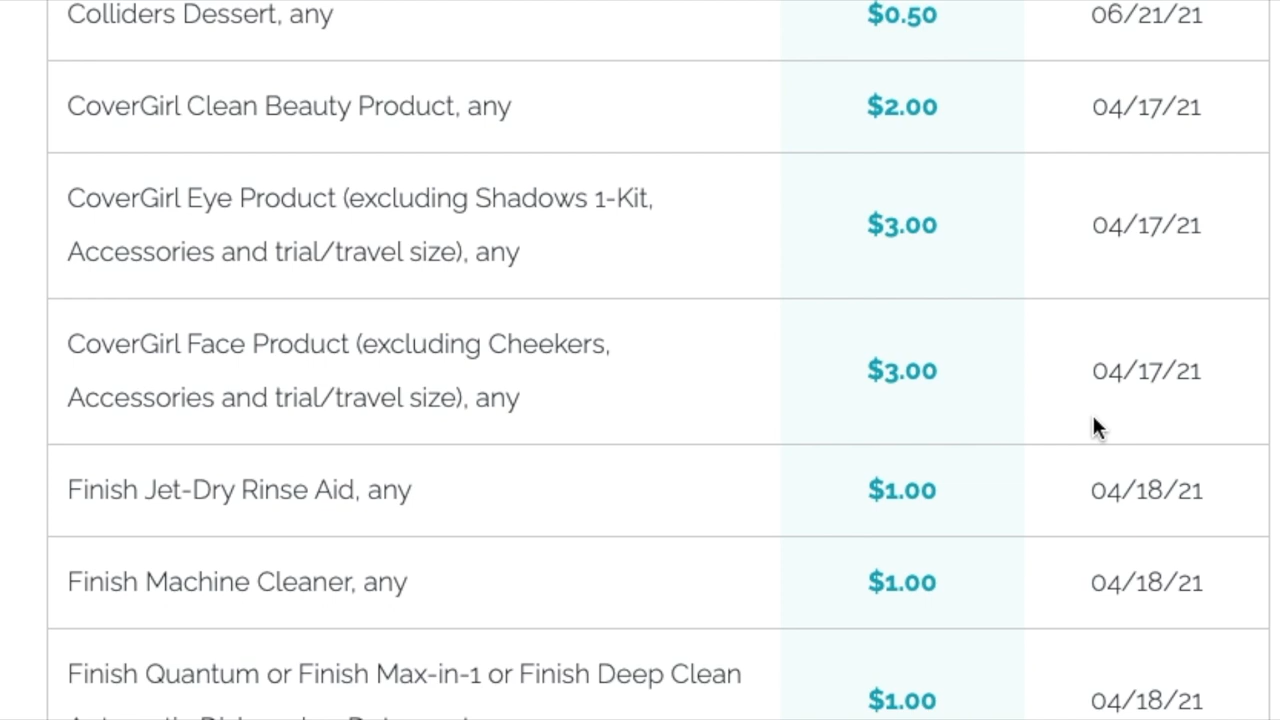 Colliders Dessert, any $0.50 06/21/21
CoverGirl Clean Beauty Product, any $2.00 04/17/21
CoverGirl Eye Product (excluding Shadows 1-Kit,
Accessories and trial/travel size), any $3.00 04/17/21
CoverGirl Face Product (excluding Cheekers,
Accessories and trial/travel size), any $3.00 04/17/21
Finish Jet-Dry Rinse Aid, any $1.00 04/18/21
Finish Machine Cleaner, any $1.00 04/18/21
Finish Quantum or Finish Max-in-1 or Finish Deep Clean
$1.00 04/18/21